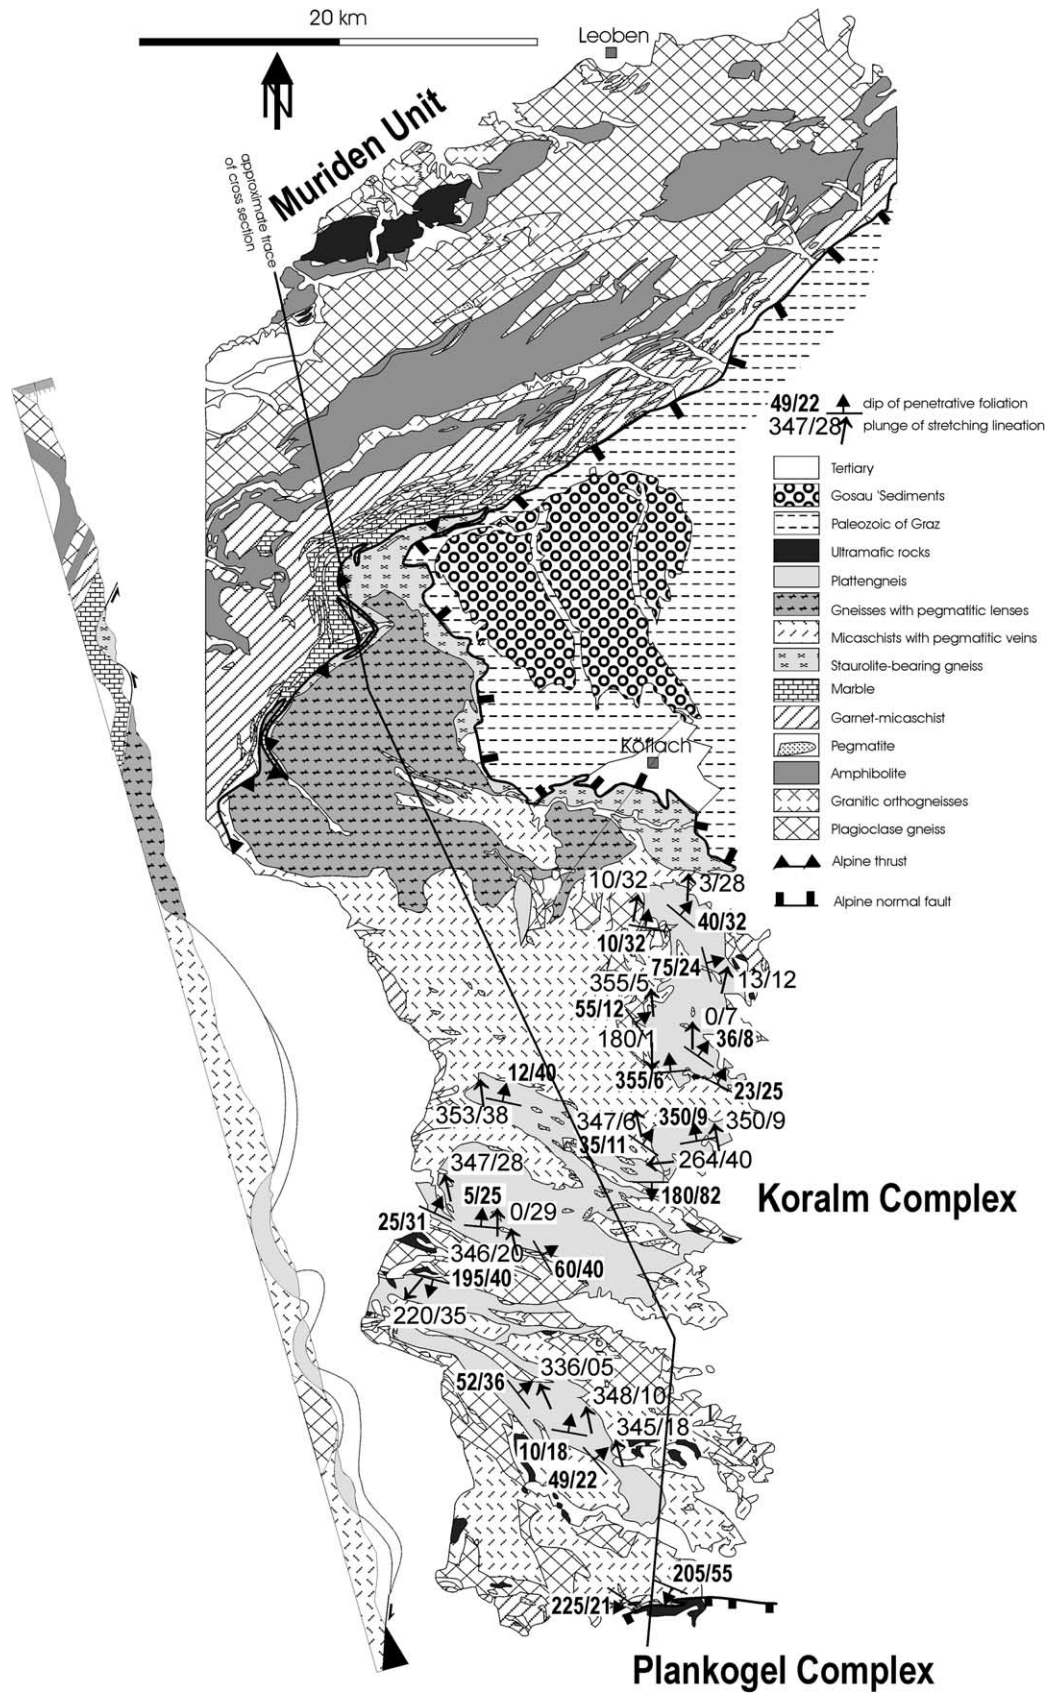 20 km
Leoben
N
Muriden Unit
approximate trace
of cross section
49/22 dip of penetrative foliation
347/28 plunge of stretching lineation
Tertiary
Gosau 'Sediments
Paleozoic of Graz
Ultramafic rocks
Plattengneis
Gneisses with pegmatitic lenses
Micaschists with pegmatitic veins
Staurolite-bearing gneiss
Marble
Garnet-micaschist
Pegmatite
Amphibolite
Granitic orthogneisses
Plagioclase gneiss
Alpine thrust
Alpine normal fault
Köflach
10/32
3/28
40/32
10/32
75/24
13/12
355/5
55/12
0/7
36/8
180/1
355/6
23/25
12/40
353/38
347/6
350/9
350/9
35/11
264/40
180/82
Koralm Complex
347/28
5/25
0/29
25/31
346/20
60/40
195/40
220/35
336/05
52/36
348/10
345/18
10/18
49/22
205/55
225/21
Plankogel Complex